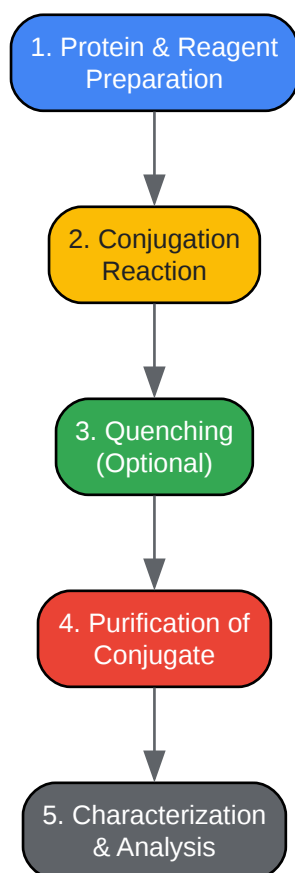 1. Protein & Reagent
Preparation
2. Conjugation
Reaction
3. Quenching
(Optional)
4. Purification of
Conjugate
5. Characterization
& Analysis